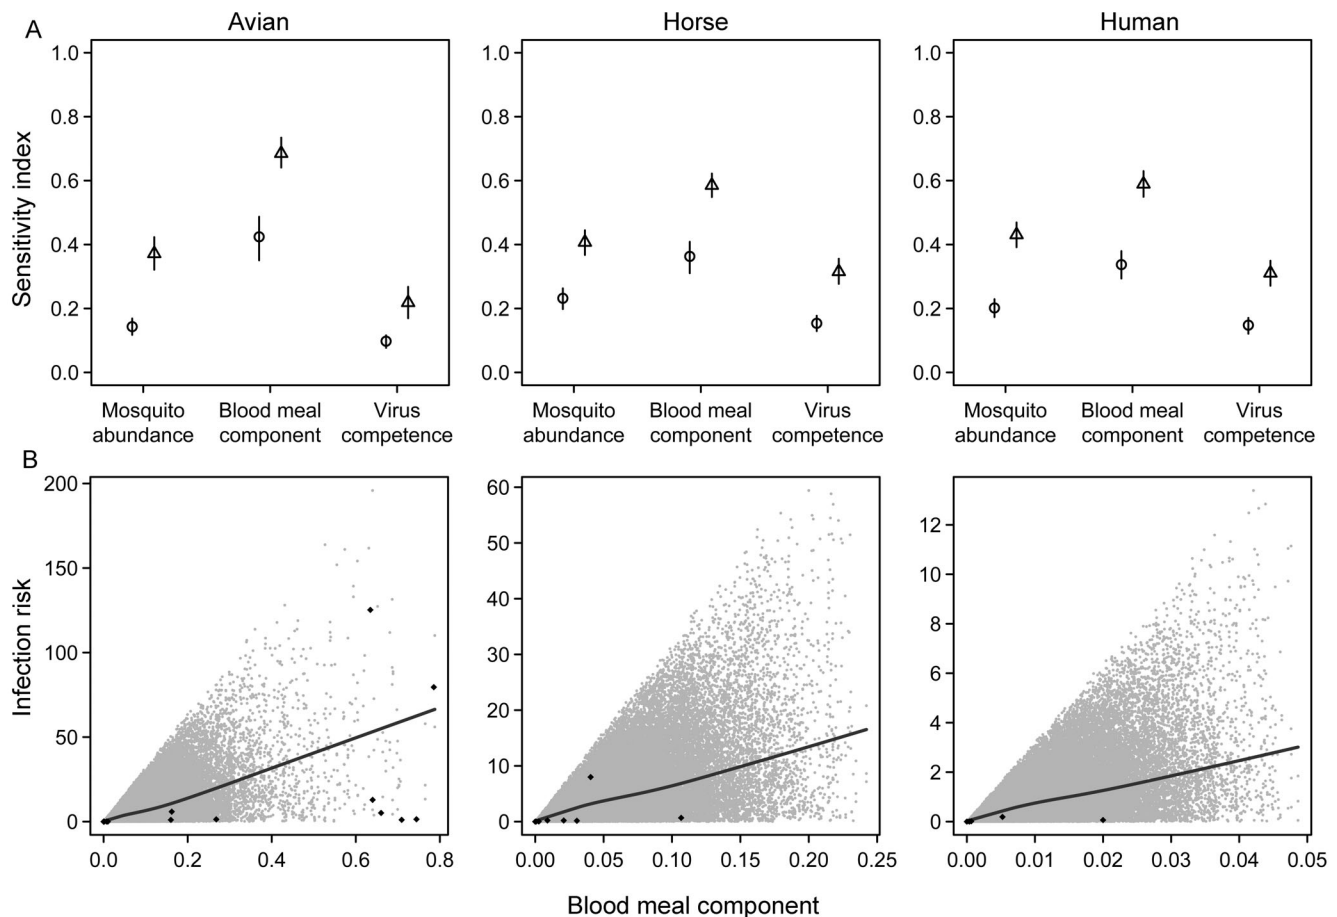 A
Avian
Horse
Human
Sensitivity index
1.0
0.8
0.6
0.4
0.2
0.0
Mosquito
abundance
Blood meal
component
Virus
competence
1.0
0.8
0.6
0.4
0.2
0.0
Mosquito
abundance
Blood meal
component
Virus
competence
1.0
0.8
0.6
0.4
0.2
0.0
Mosquito
abundance
Blood meal
component
Virus
competence
B
Infection risk
200
150
100
50
0
0.0 0.2 0.4 0.6 0.8
60
50
40
30
20
10
0
0.00 0.05 0.10 0.15 0.20 0.25
12
10
8
6
4
2
0
0.00 0.01 0.02 0.03 0.04 0.05
Blood meal component